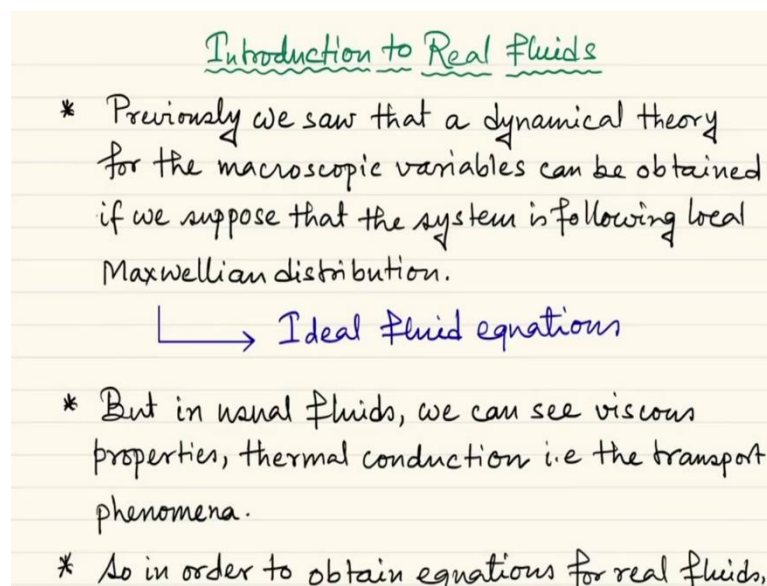 Introduction to Real fluids
* Previously we saw that a dynamical theory
for the macroscopic variables can be obtained
if we suppose that the system is following local
Maxwellian distribution.
Ideal fluid equations
* But in usual fluids, we can see viscous
properties, thermal conduction i.e the transport
phenomena.
* So in order to obtain equations for real fluids,